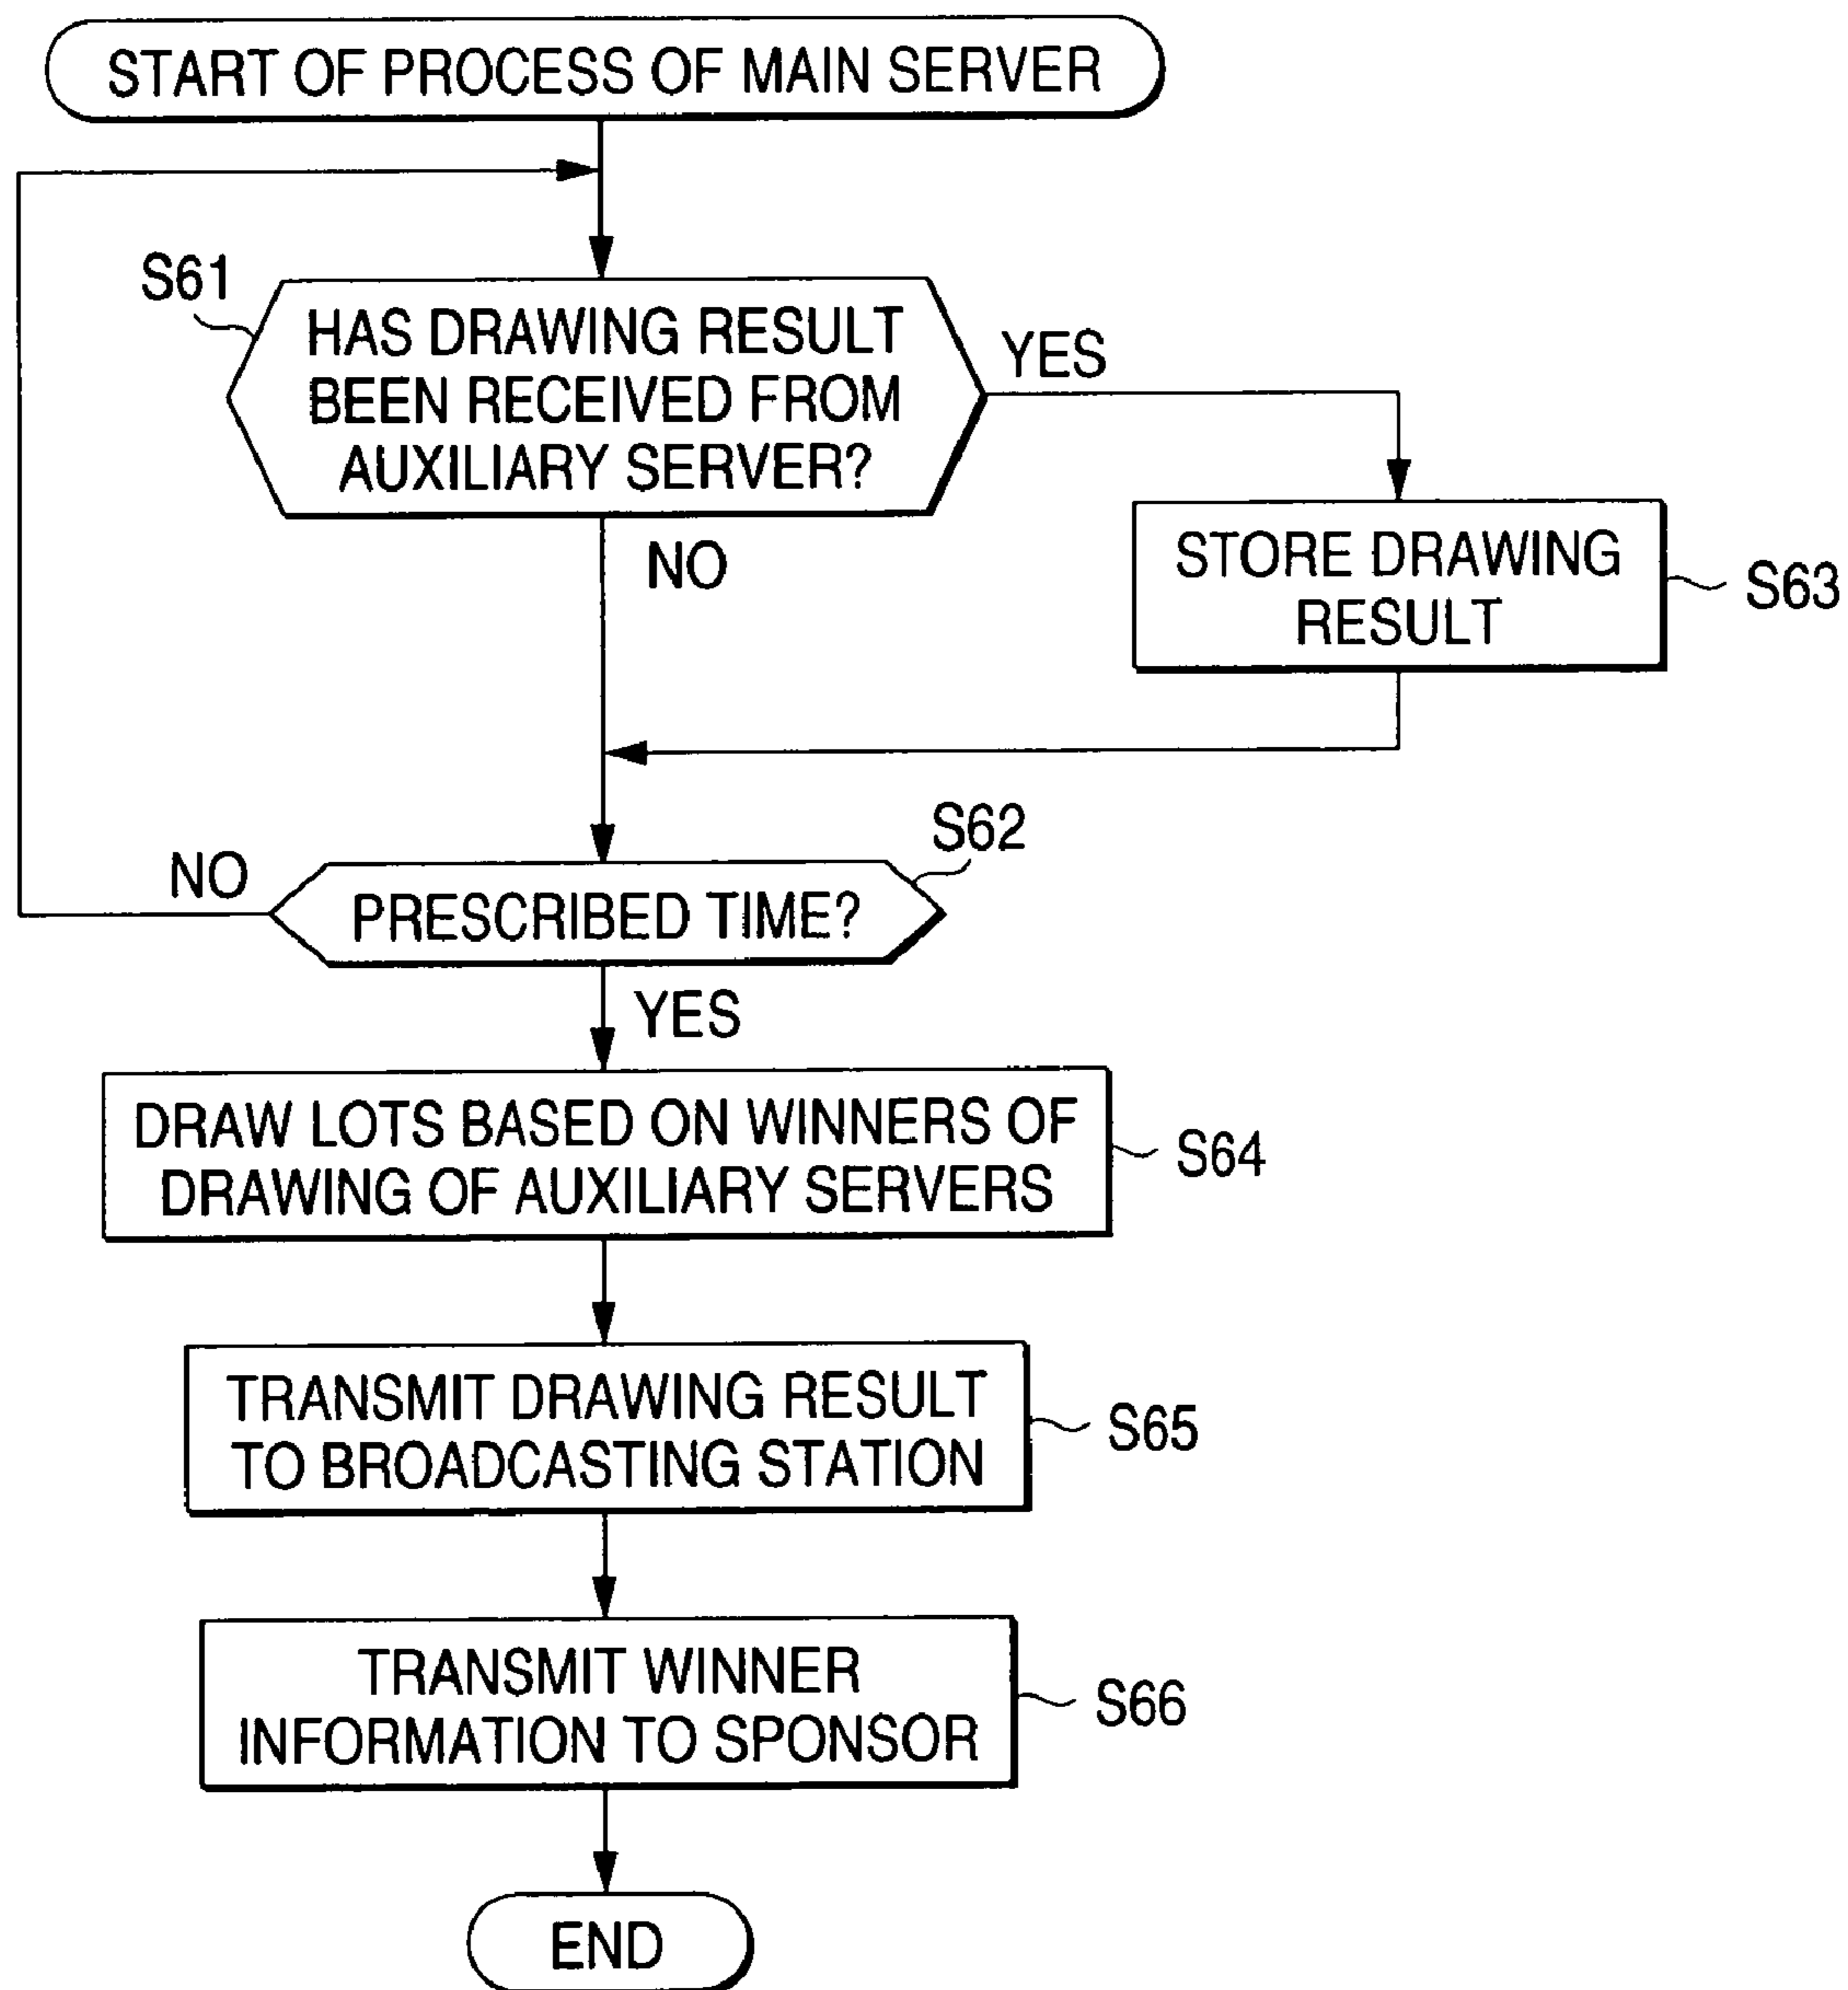 START OF PROCESS OF MAIN SERVER
S61
HAS DRAWING RESULT
BEEN RECEIVED FROM
AUXILIARY SERVER?
YES
NO
STORE DRAWING
RESULT
S63
S62
NO
PRESCRIBED TIME?
YES
DRAW LOTS BASED ON WINNERS OF
DRAWING OF AUXILIARY SERVERS
S64
TRANSMIT DRAWING RESULT
TO BROADCASTING STATION
S65
TRANSMIT WINNER
INFORMATION TO SPONSOR
S66
END